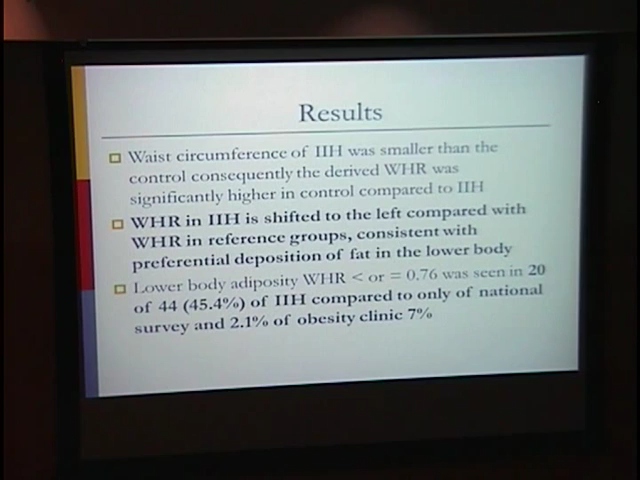 Results
Waist circumference of IIH was smaller than the
control consequently the derived WHR was
significantly higher in control compared to IIH
WHR in IIH is shifted to the left compared with
WHR in reference groups, consistent with
preferential deposition of fat in the lower body
Lower body adiposity WHR < or = 0.76 was seen in 20
of 44 (45.4%) of IIH compared to only of national
survey and 2.1% of obesity clinic 7%